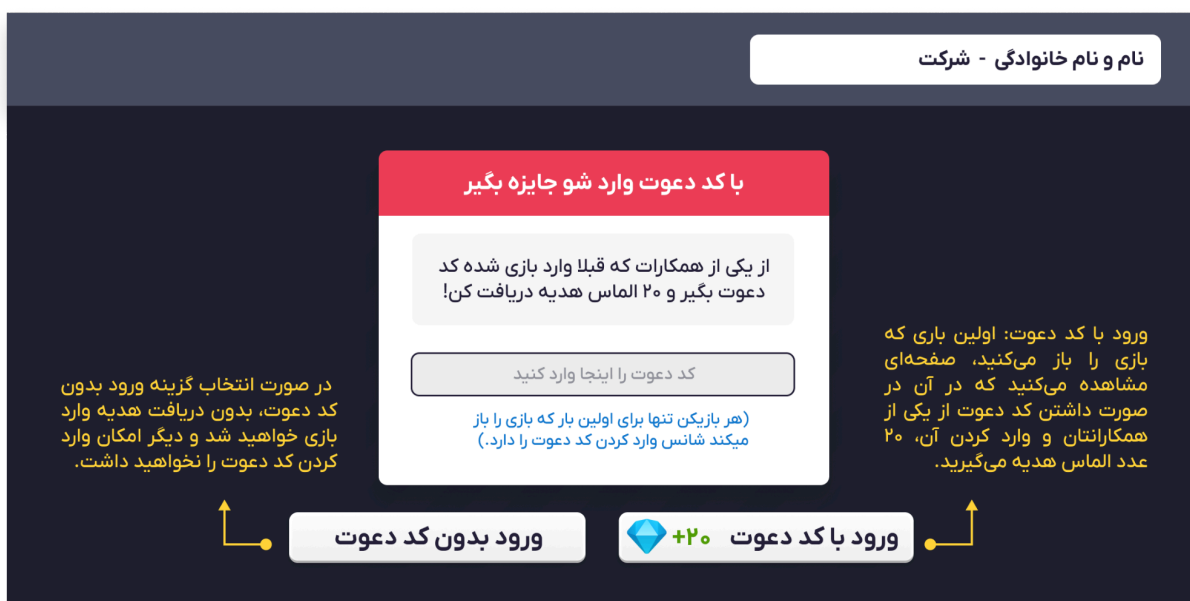 نام و نام خانوادگی - شرکت
با کد دعوت وارد شو جایزه بگیر
از یکی از همکارات که قبلا وارد بازی شده کد
دعوت بگیر و ۲۰ الماس هدیه دریافت کن!
کد دعوت را اینجا وارد کنید
(هر بازیکن تنها برای اولین بار که بازی را باز
میکند شانس وارد کردن کد دعوت را دارد.)
ورود با کد دعوت: اولین باری که
بازی را باز می‌کنید، صفحه‌ای
مشاهده می‌کنید که در آن در
صورت داشتن کد دعوت از یکی از
همکارانتان و وارد کردن آن، ۲۰
عدد الماس هدیه می‌گیرید.
در صورت انتخاب گزینه ورود بدون
کد دعوت، بدون دریافت هدیه وارد
بازی خواهید شد و دیگر امکان وارد
کردن کد دعوت را نخواهید داشت.
ورود با کد دعوت +۲۰
ورود بدون کد دعوت